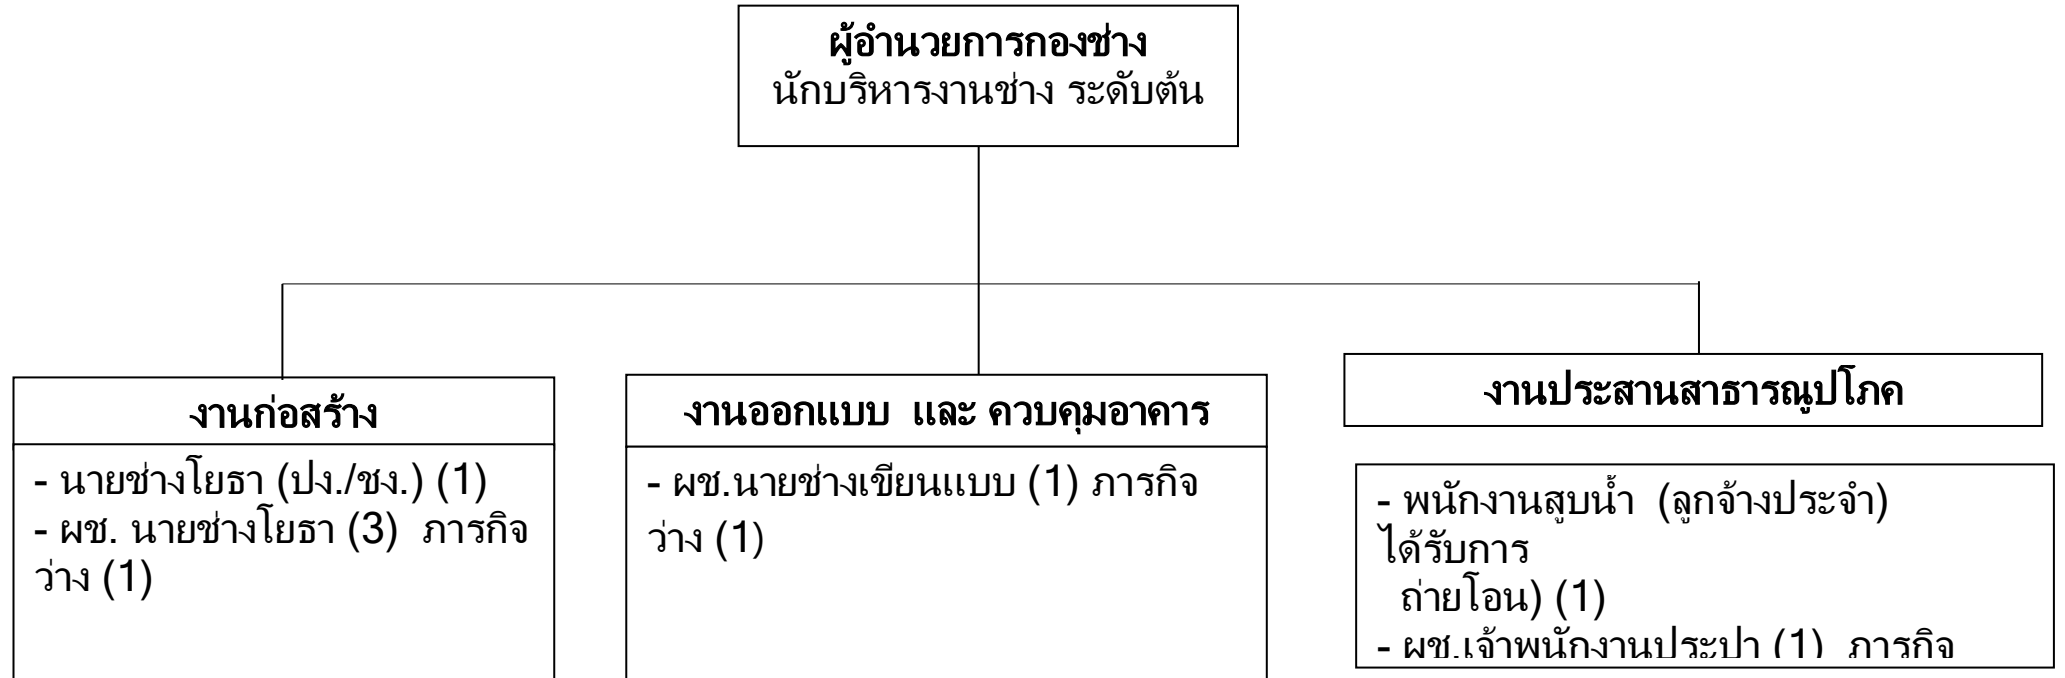 ผู้อำนวยการกองช่าง
นักบริหารงานช่าง ระดับต้น
งานก่อสร้าง
- นายช่างโยธา (ปง./ชง.) (1)
- ผช. นายช่างโยธา (3) ภารกิจ
ว่าง (1)
งานออกแบบ และ ควบคุมอาคาร
- ผช.นายช่างเขียนแบบ (1) ภารกิจ
ว่าง (1)
งานประสานสาธารณูปโภค
- พนักงานสูบน้ำ (ลูกจ้างประจำ)
ได้รับการ
ถ่ายโอน) (1)
- ผช.เจ้าพนักงานประปา (1) ภารกิจ